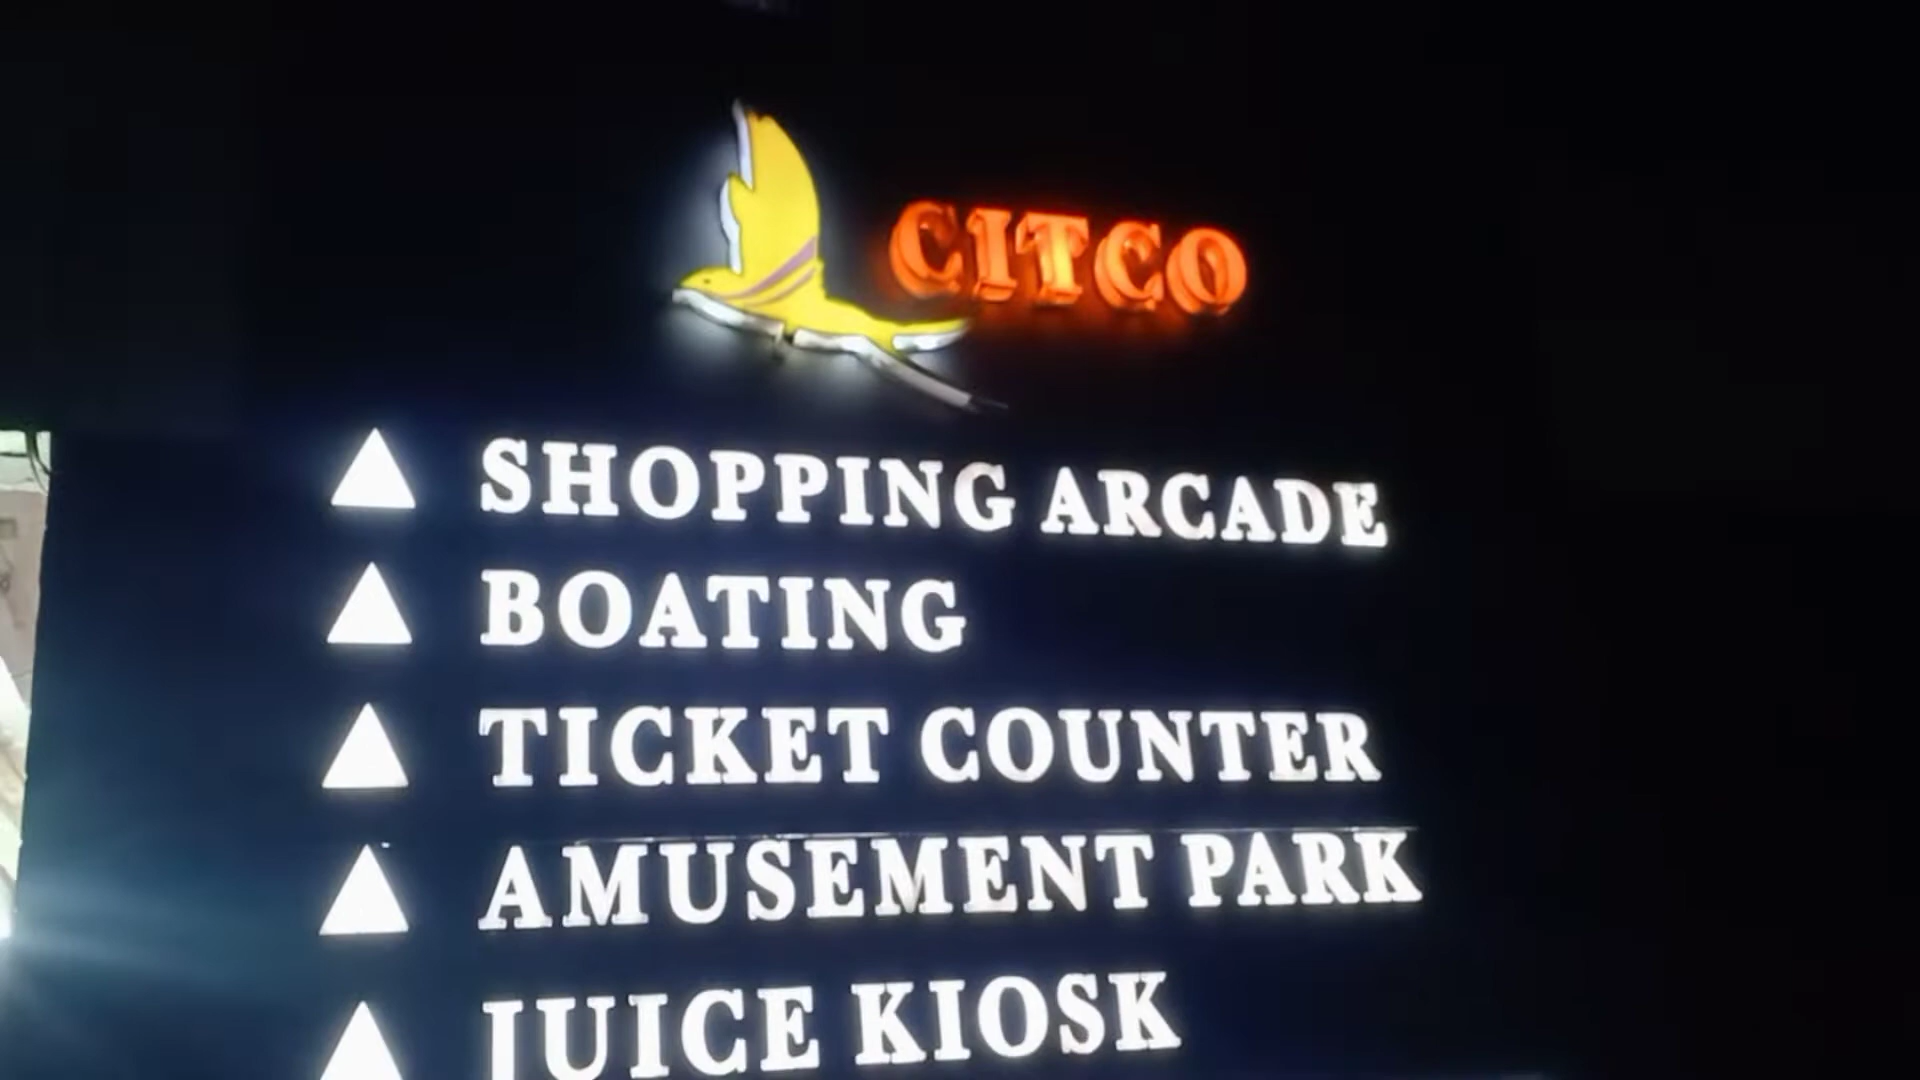 CITCO
SHOPPING ARCADE
BOATING
TICKET COUNTER
AMUSEMENT PARK
JUICE KIOSK